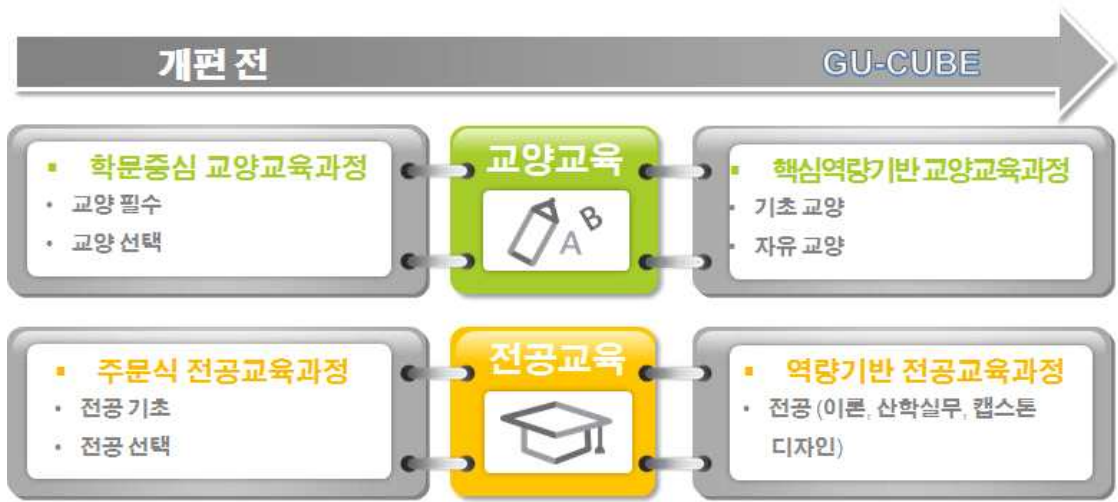 개편 전
GU-CUBE
▪ 학문중심 교양교육과정
• 교양 필수
• 교양 선택
교양교육
A B
▪ 핵심역량기반 교양교육과정
• 기초 교양
• 자유 교양
▪ 주문식 전공교육과정
• 전공 기초
• 전공 선택
전공교육
▪ 역량기반 전공교육과정
• 전공 (이론, 산학실무, 캡스톤
디자인)